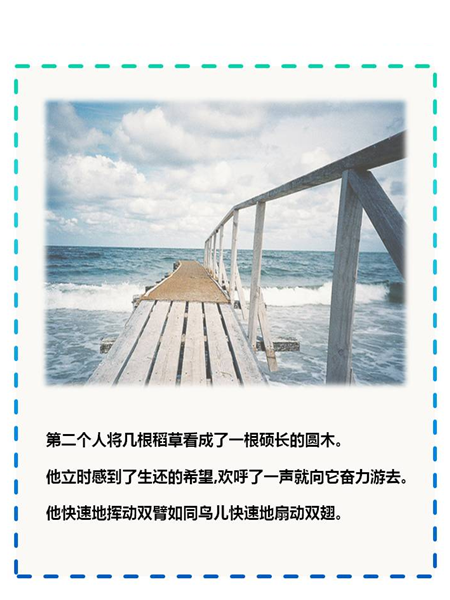 第二个人将几根稻草看成了一根硕长的圆木。
他立时感到了生还的希望,欢呼了一声就向它奋力游去。
他快速地挥动双臂如同鸟儿快速地扇动双翅。